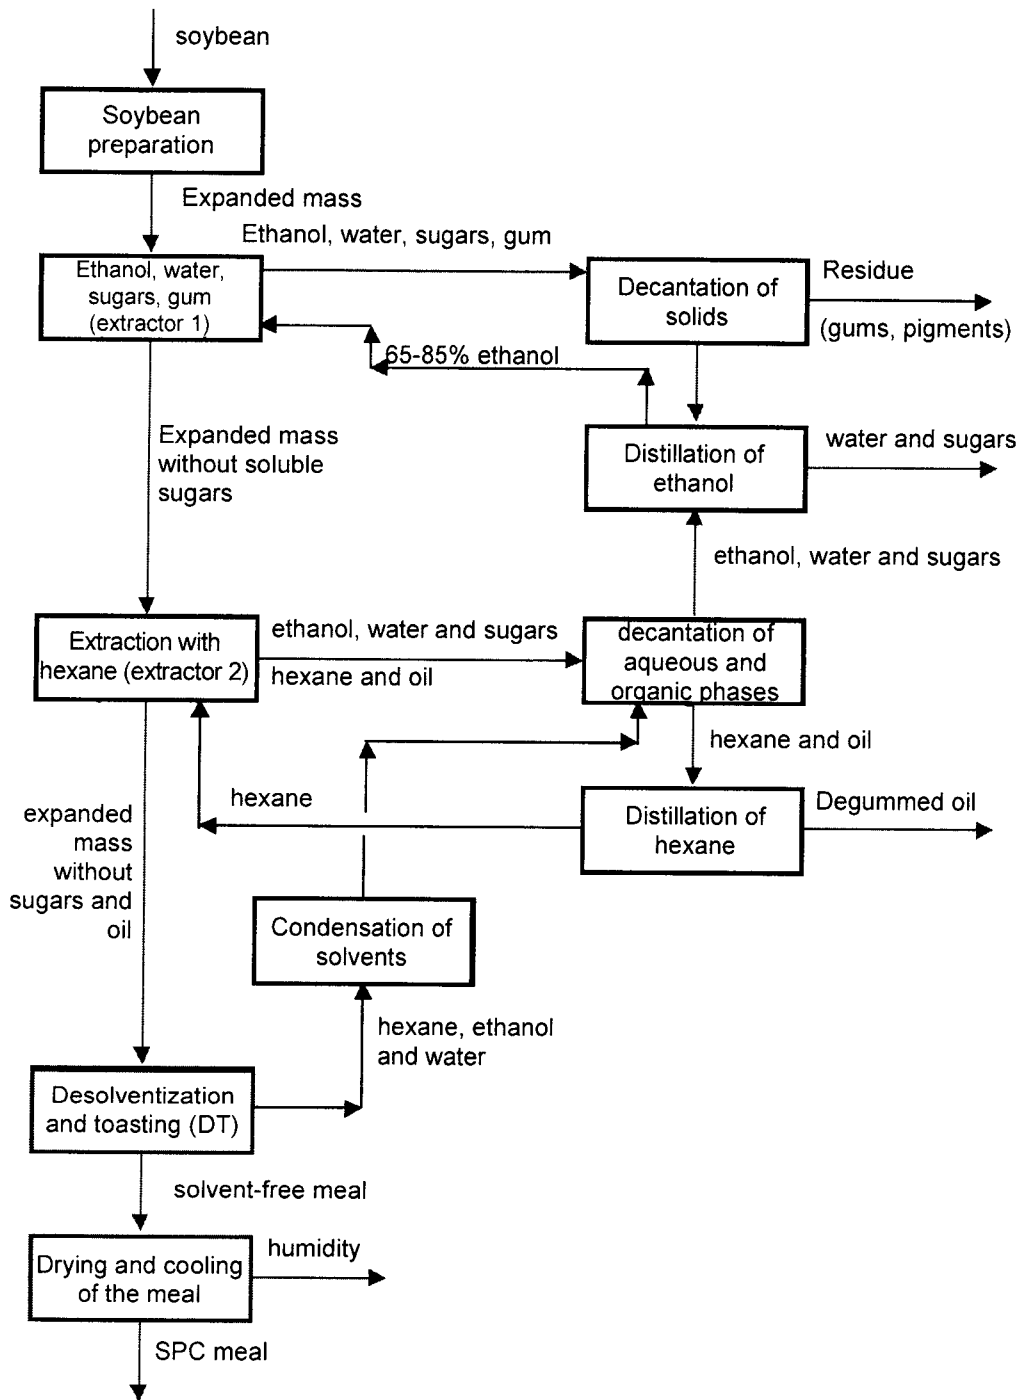 soybean
Soybean
preparation
Expanded mass
Ethanol, water, sugars, gum
Ethanol, water,
sugars, gum
(extractor 1)
Decantation of
solids
Residue
(gums, pigments)
65-85% ethanol
Expanded mass
without soluble
sugars
Distillation of
ethanol
water and sugars
ethanol, water and sugars
Extraction with
hexane (extractor 2)
ethanol, water and sugars
hexane and oil
decantation of
aqueous and
organic phases
hexane and oil
hexane
Distillation of
hexane
Degummed oil
expanded
mass
without
sugars and
oil
Condensation of
solvents
hexane, ethanol
and water
Desolventization
and toasting (DT)
solvent-free meal
Drying and cooling
of the meal
humidity
SPC meal